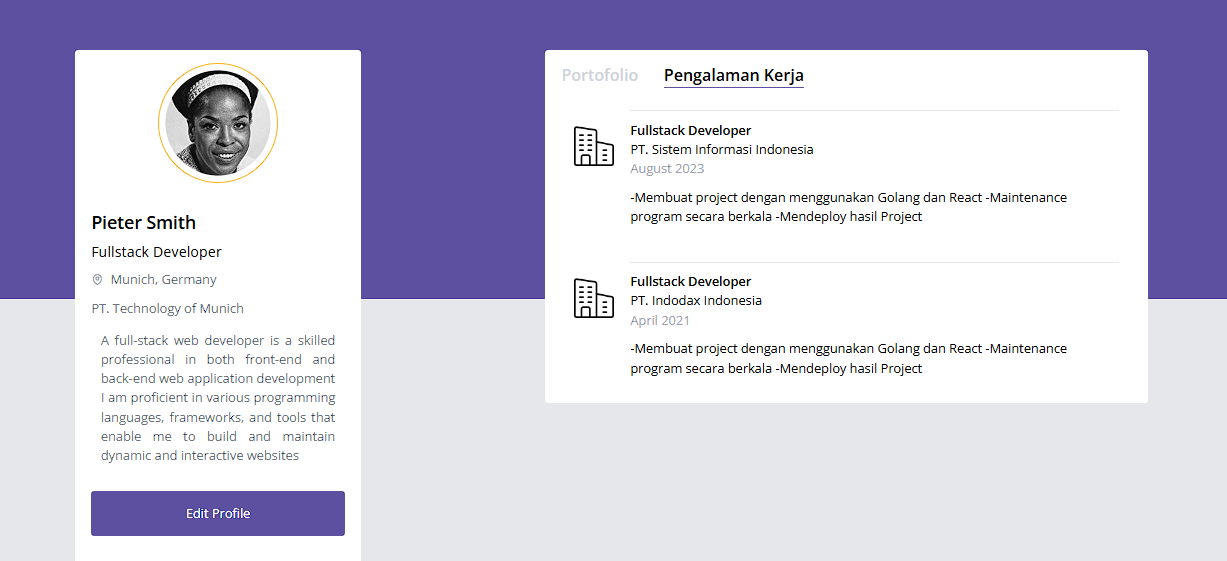 Pieter Smith
Fullstack Developer
Munich, Germany
PT. Technology of Munich
A full-stack web developer is a skilled
professional in both front-end and
back-end web application development
I am proficient in various programming
languages, frameworks, and tools that
enable me to build and maintain
dynamic and interactive websites
Edit Profile
Portofolio Pengalaman Kerja
Fullstack Developer
PT. Sistem Informasi Indonesia
August 2023
-Membuat project dengan menggunakan Golang dan React -Maintenance
program secara berkala -Mendeploy hasil Project
Fullstack Developer
PT. Indodax Indonesia
April 2021
-Membuat project dengan menggunakan Golang dan React -Maintenance
program secara berkala -Mendeploy hasil Project